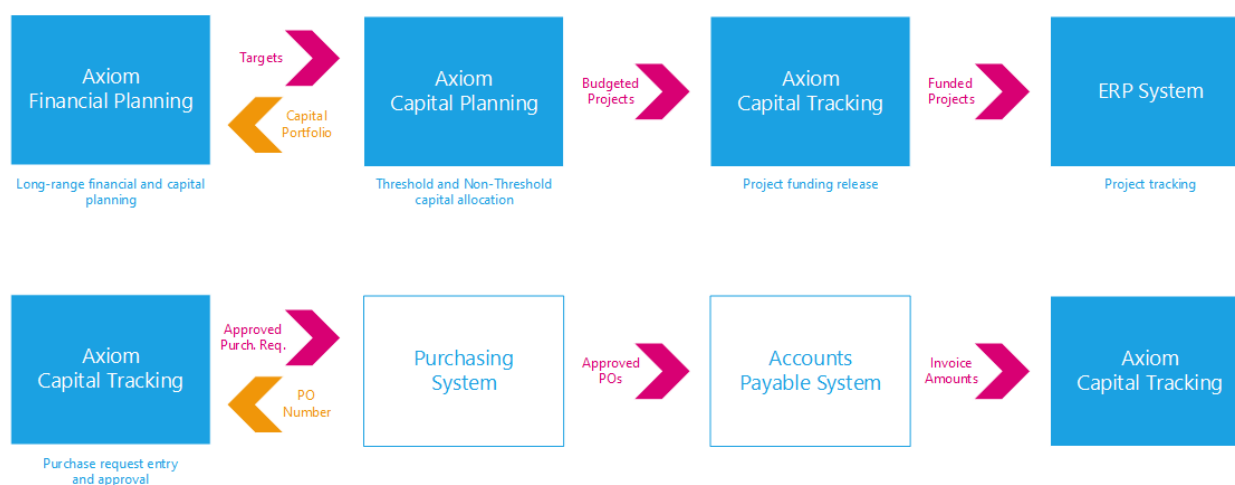 Axiom
Financial Planning
Targets
Capital
Portfolio
Axiom
Capital Planning
Budgeted
Projects
Axiom
Capital Tracking
Funded
Projects
ERP System
Long-range financial and capital
planning
Threshold and Non-Threshold
capital allocation
Project funding release
Project tracking
Axiom
Capital Tracking
Approved
Purch. Req.
PO
Number
Purchasing
System
Approved
POs
Accounts
Payable System
Invoice
Amounts
Axiom
Capital Tracking
Purchase request entry
and approval